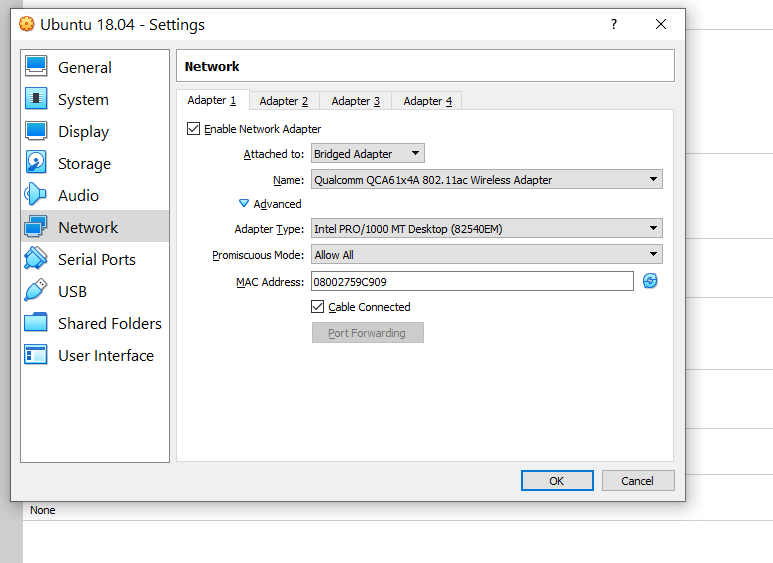 Ubuntu 18.04 - Settings
?
General
System
Display
Storage
Audio
Network
Serial Ports
USB
Shared Folders
User Interface
Network
Adapter 1 Adapter 2 Adapter 3 Adapter 4
Enable Network Adapter
Attached to: Bridged Adapter
Name: Qualcomm QCA61x4A 802.11ac Wireless Adapter
Advanced
Adapter Type: Intel PRO/1000 MT Desktop (82540EM)
Promiscuous Mode: Allow All
MAC Address: 08002759C909
Cable Connected
Port Forwarding
OK Cancel
None